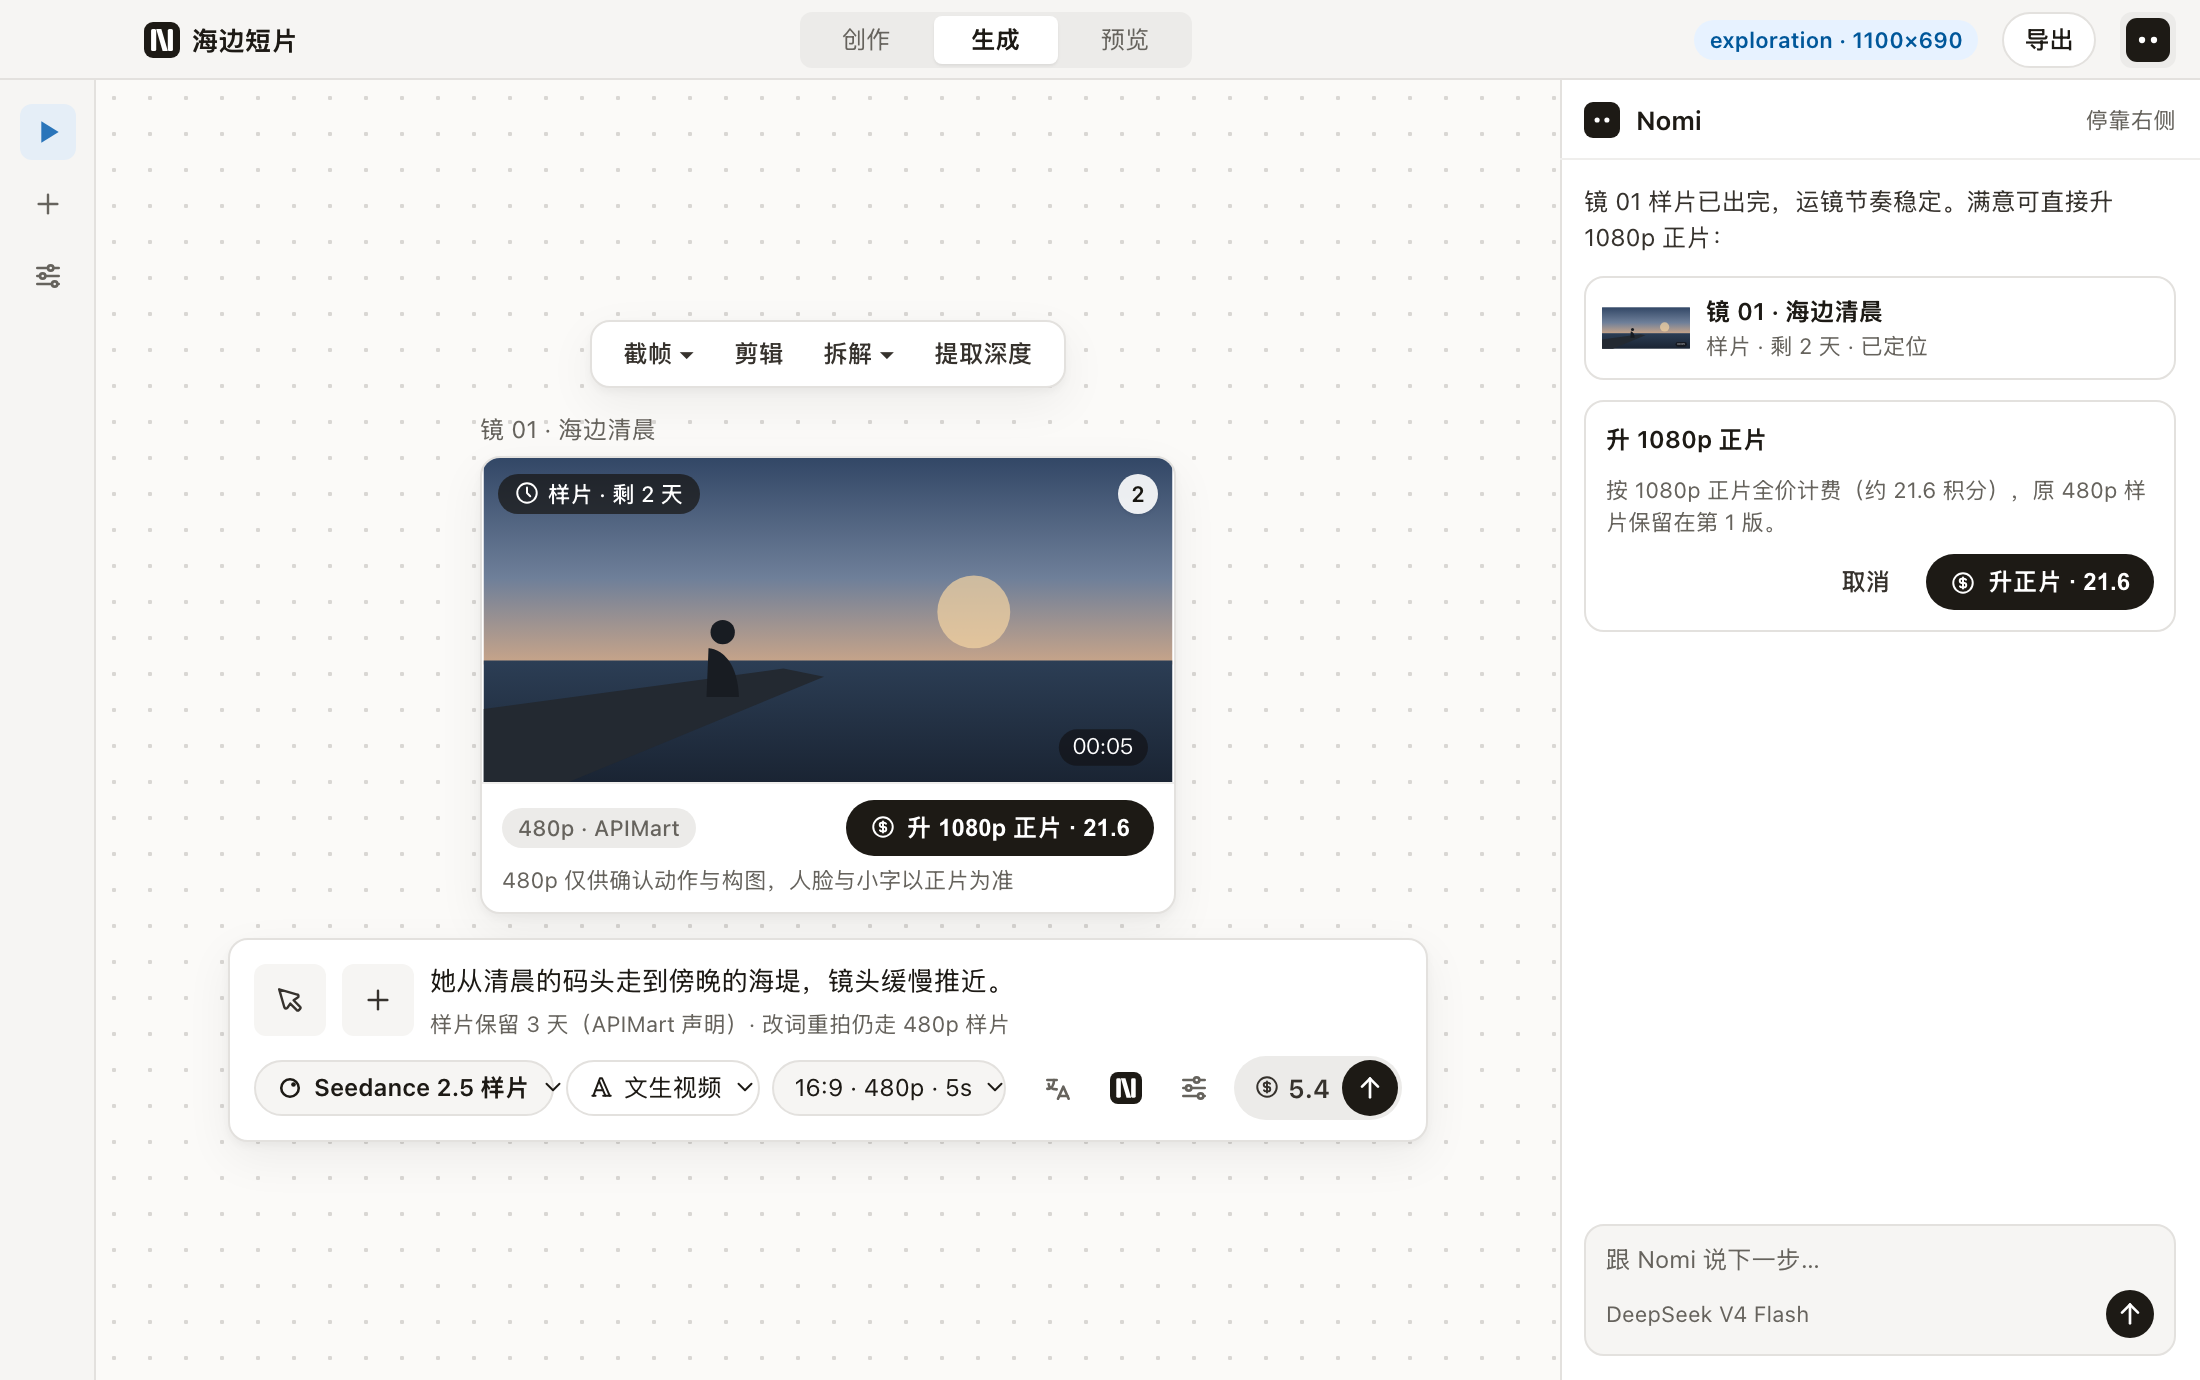 海边短片
创作
生成
预览
exploration · 1100×690
导出
截帧
剪辑
拆解
提取深度
镜 01 · 海边清晨
样片 · 剩 2 天
2
00:05
480p · APIMart
升 1080p 正片 · 21.6
480p 仅供确认动作与构图，人脸与小字以正片为准
她从清晨的码头走到傍晚的海堤，镜头缓慢推近。
样片保留 3 天（APIMart 声明）· 改词重拍仍走 480p 样片
Seedance 2.5 样片
文生视频
16:9 · 480p · 5s
5.4
Nomi
停靠右侧
镜 01 样片已出完，运镜节奏稳定。满意可直接升
1080p 正片：
镜 01 · 海边清晨
样片 · 剩 2 天 · 已定位
升 1080p 正片
按 1080p 正片全价计费（约 21.6 积分），原 480p 样
片保留在第 1 版。
取消
升正片 · 21.6
跟 Nomi 说下一步...
DeepSeek V4 Flash